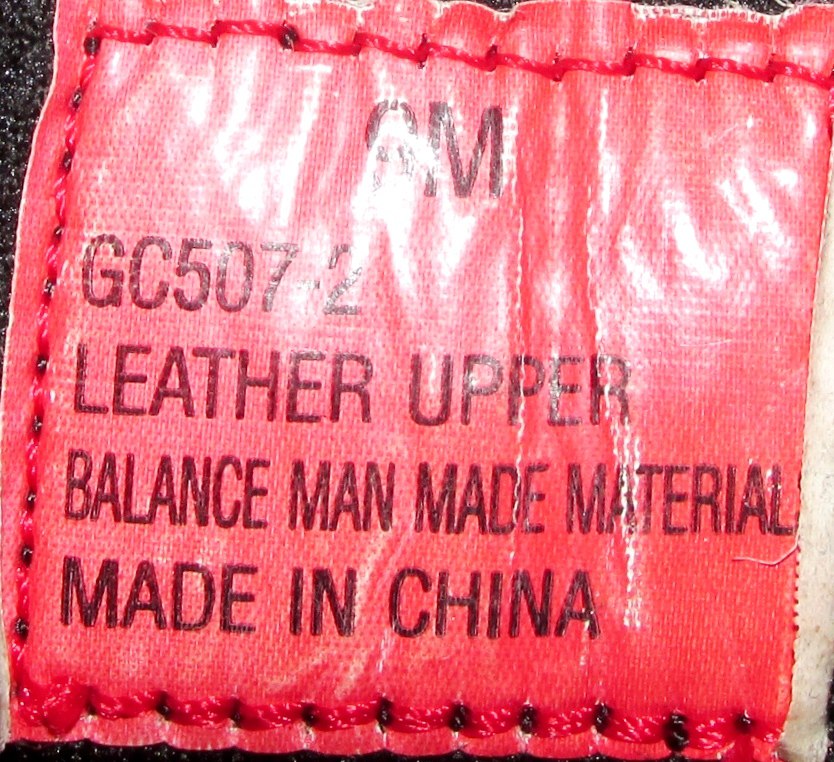 GC507-2
LEATHER UPPER
BALANCE MAN MADE MATERIAL
MADE IN CHINA